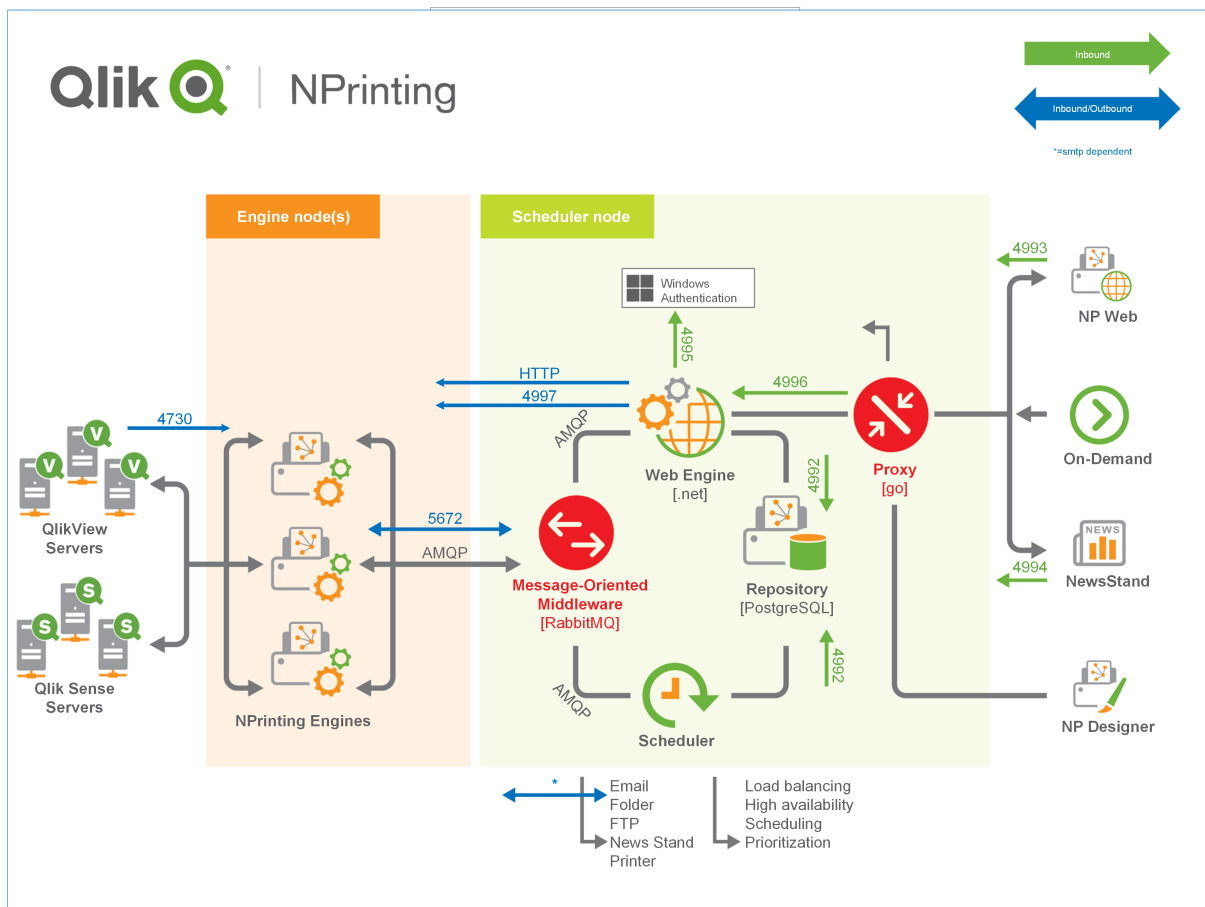 Qlik
NPrinting
Inbound
Inbound/Outbound
*=smtp dependent
Engine node(s)
Scheduler node
4993
NP Web
Windows
Authentication
4995
HTTP
4997
4996
AMQP
4730
V
V
V
QlikView
Servers
Web Engine
[.net]
Proxy
[go]
On-Demand
4992
5672
AMQP
Message-Oriented
Middleware
[RabbitMQ]
Repository
[PostgreSQL]
NEWS
4994
NewsStand
S
S
S
Qlik Sense
Servers
NPrinting Engines
4992
AMQP
Scheduler
NP Designer
*
Email
Folder
FTP
News Stand
Printer
Load balancing
High availability
Scheduling
Prioritization